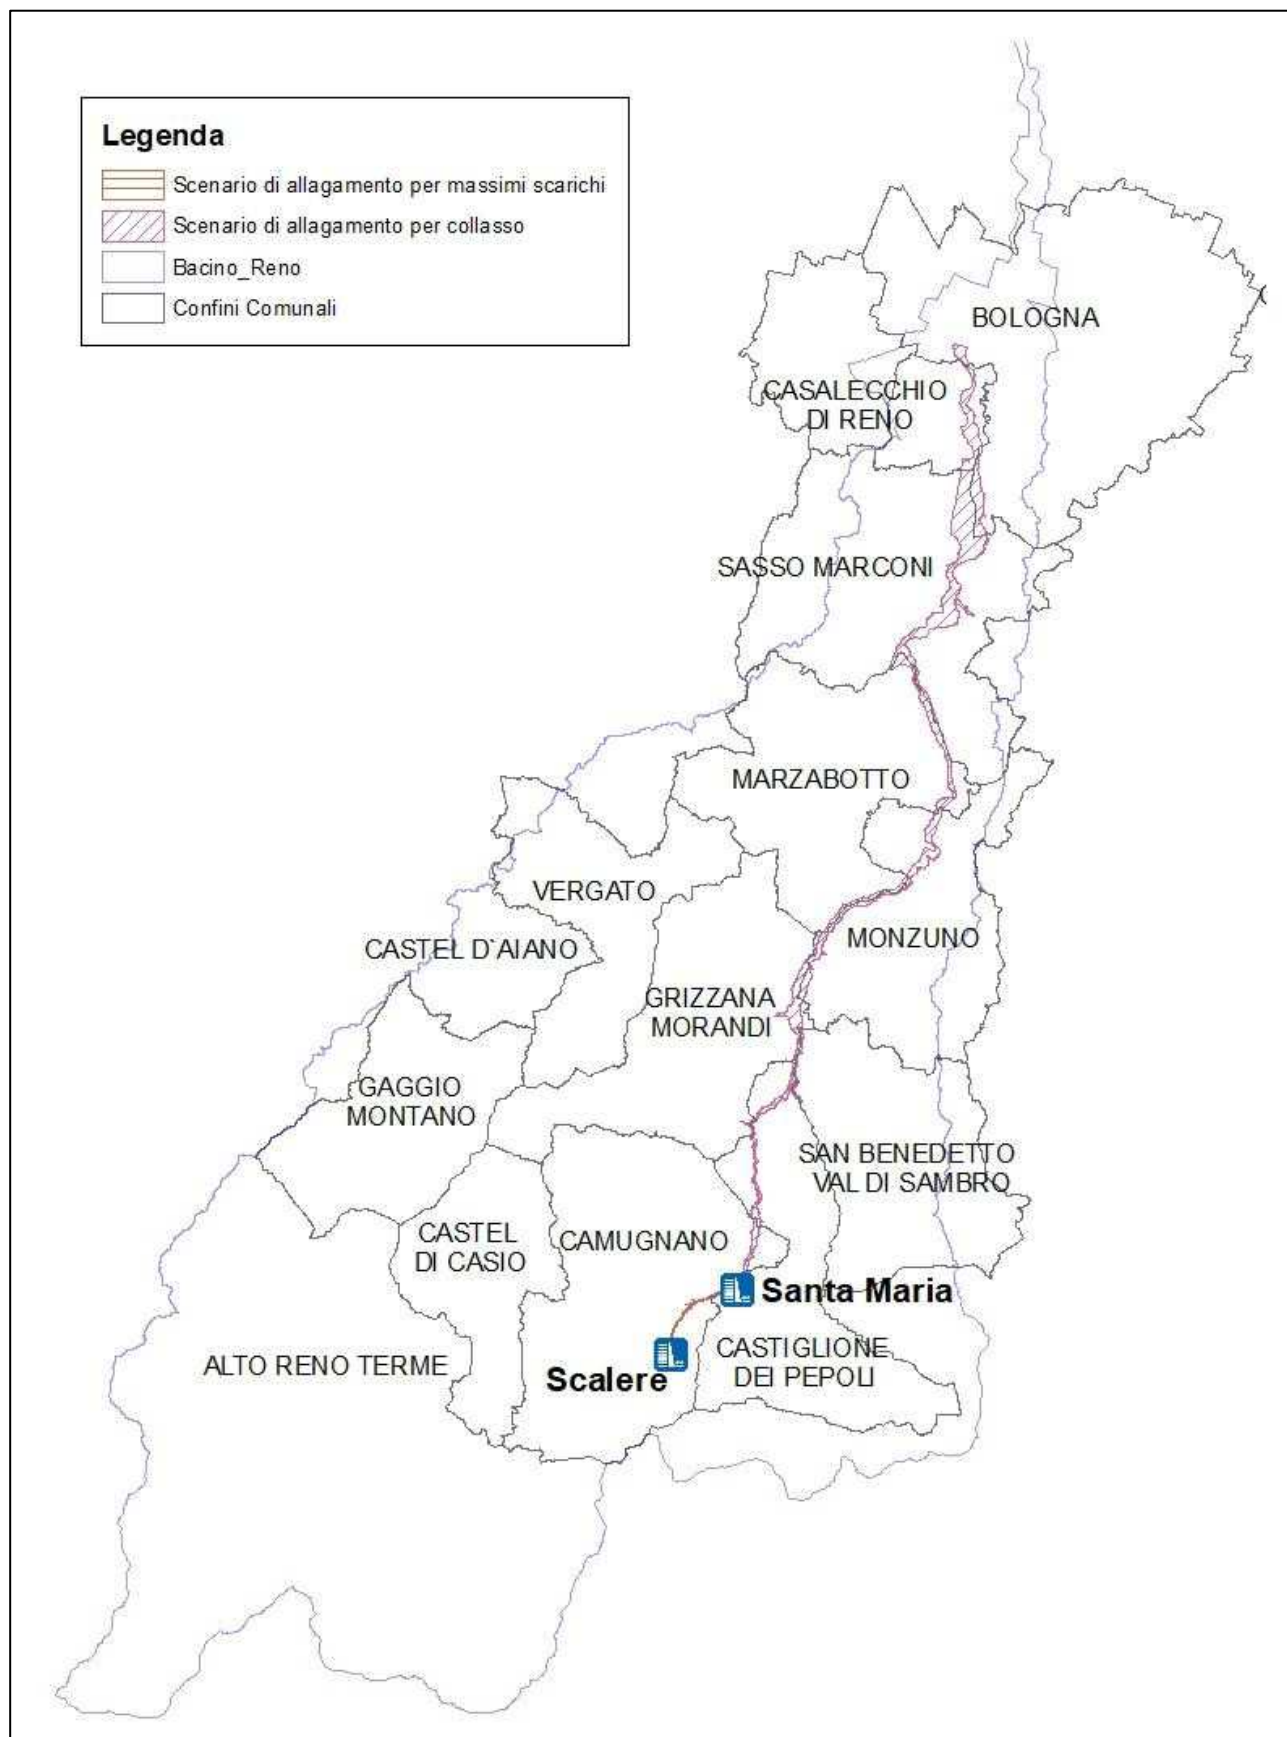 Legenda
Scenario di allagamento per massimi scarichi
Scenario di allagamento per collasso
Bacino_Reno
Confini Comunali
BOLOGNA
CASALECCHIO
DI RENO
SASSO MARCONI
MARZABOTTO
VERGATO
MONZUNO
CASTEL D`AIANO
GRIZZANA
MORANDI
GAGGIO
MONTANO
SAN BENEDETTO
VAL DI SAMBRO
CASTEL
DI CASIO
CAMUGNANO
Santa Maria
CASTIGLIONE
DEI PEPOLI
ALTO RENO TERME
Scalere